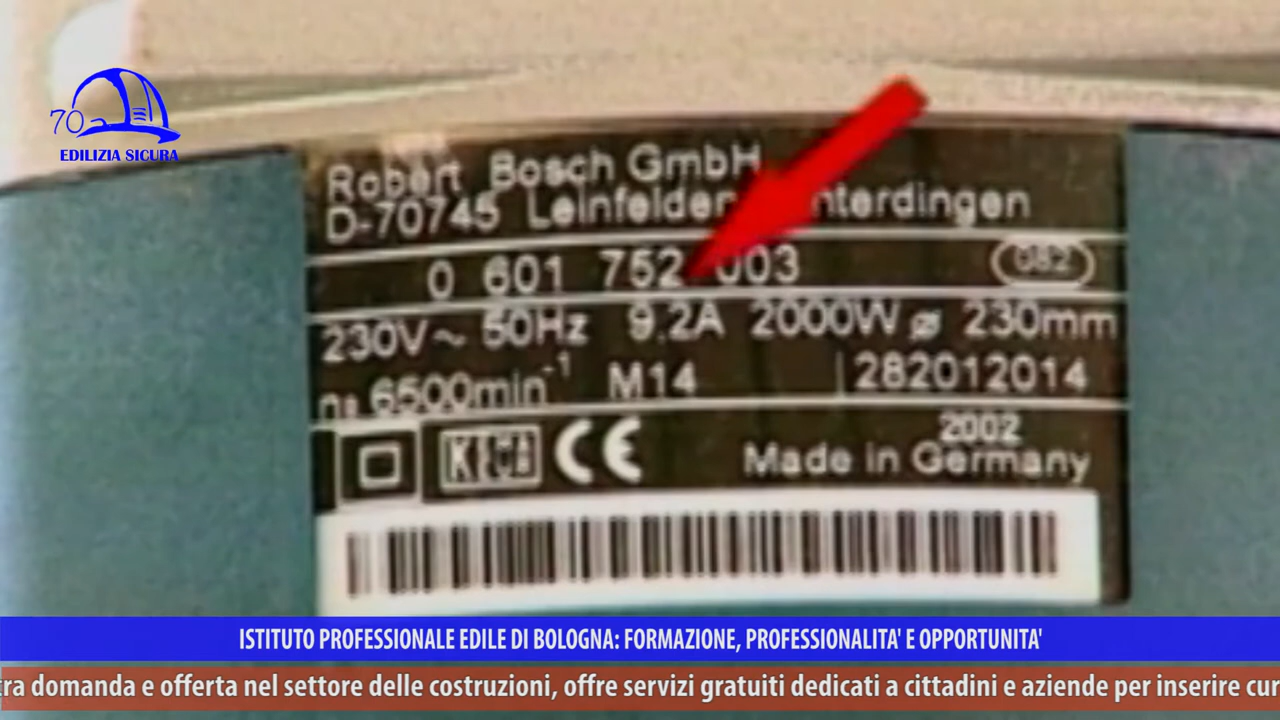 70
EDILIZIA SICURA
Robert Bosch GmbH
D-70745 Leinfelden nterdingen
0 601 752 003
082
230V~ 50Hz 9.2A 2000W ⌀ 230mm
6500min⁻¹ M14 282012014
KEMA CE
2002
Made in Germany
ISTITUTO PROFESSIONALE EDILE DI BOLOGNA: FORMAZIONE, PROFESSIONALITA' E OPPORTUNITA'
tra domanda e offerta nel settore delle costruzioni, offre servizi gratuiti dedicati a cittadini e aziende per inserire cur